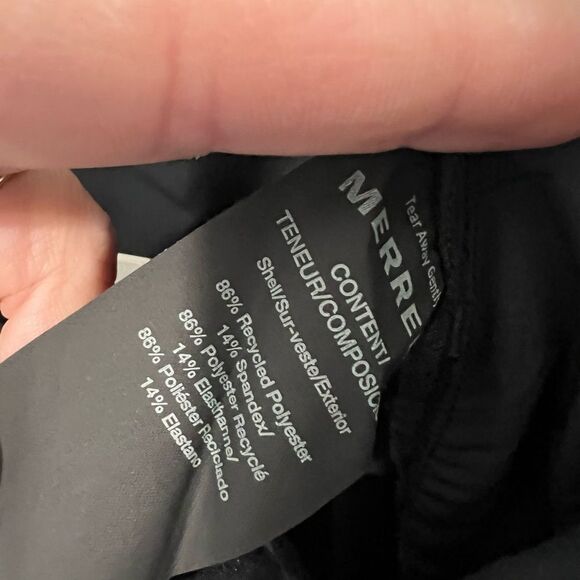 Tear Away Gently
MERRE
CONTENT/
TENEUR/COMPOSICI
Shell/Sur-veste/Exterior
86% Recycled Polyester
14% Spandex/
86% Polyester Recyclé
14% Elasthanne/
86% Poliéster Reciclado
14% Elastano